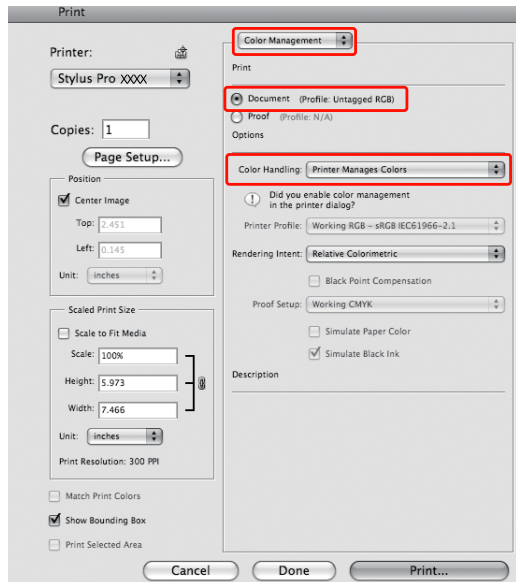 Print
Printer:
Stylus Pro XXXX
Copies: 1
Page Setup...
Position
Center Image
Top: 2.451
Left: 0.145
Unit: inches
Scaled Print Size
Scale to Fit Media
Scale: 100%
Height: 5.973
Width: 7.466
Unit: inches
Print Resolution: 300 PPI
Match Print Colors
Show Bounding Box
Print Selected Area
Color Management
Print
Document (Profile: Untagged RGB)
Proof (Profile: N/A)
Options
Color Handling: Printer Manages Colors
Did you enable color management
in the printer dialog?
Printer Profile: Working RGB - sRGB IEC61966-2.1
Rendering Intent: Relative Colorimetric
Black Point Compensation
Proof Setup: Working CMYK
Simulate Paper Color
Simulate Black Ink
Description
Cancel
Done
Print...